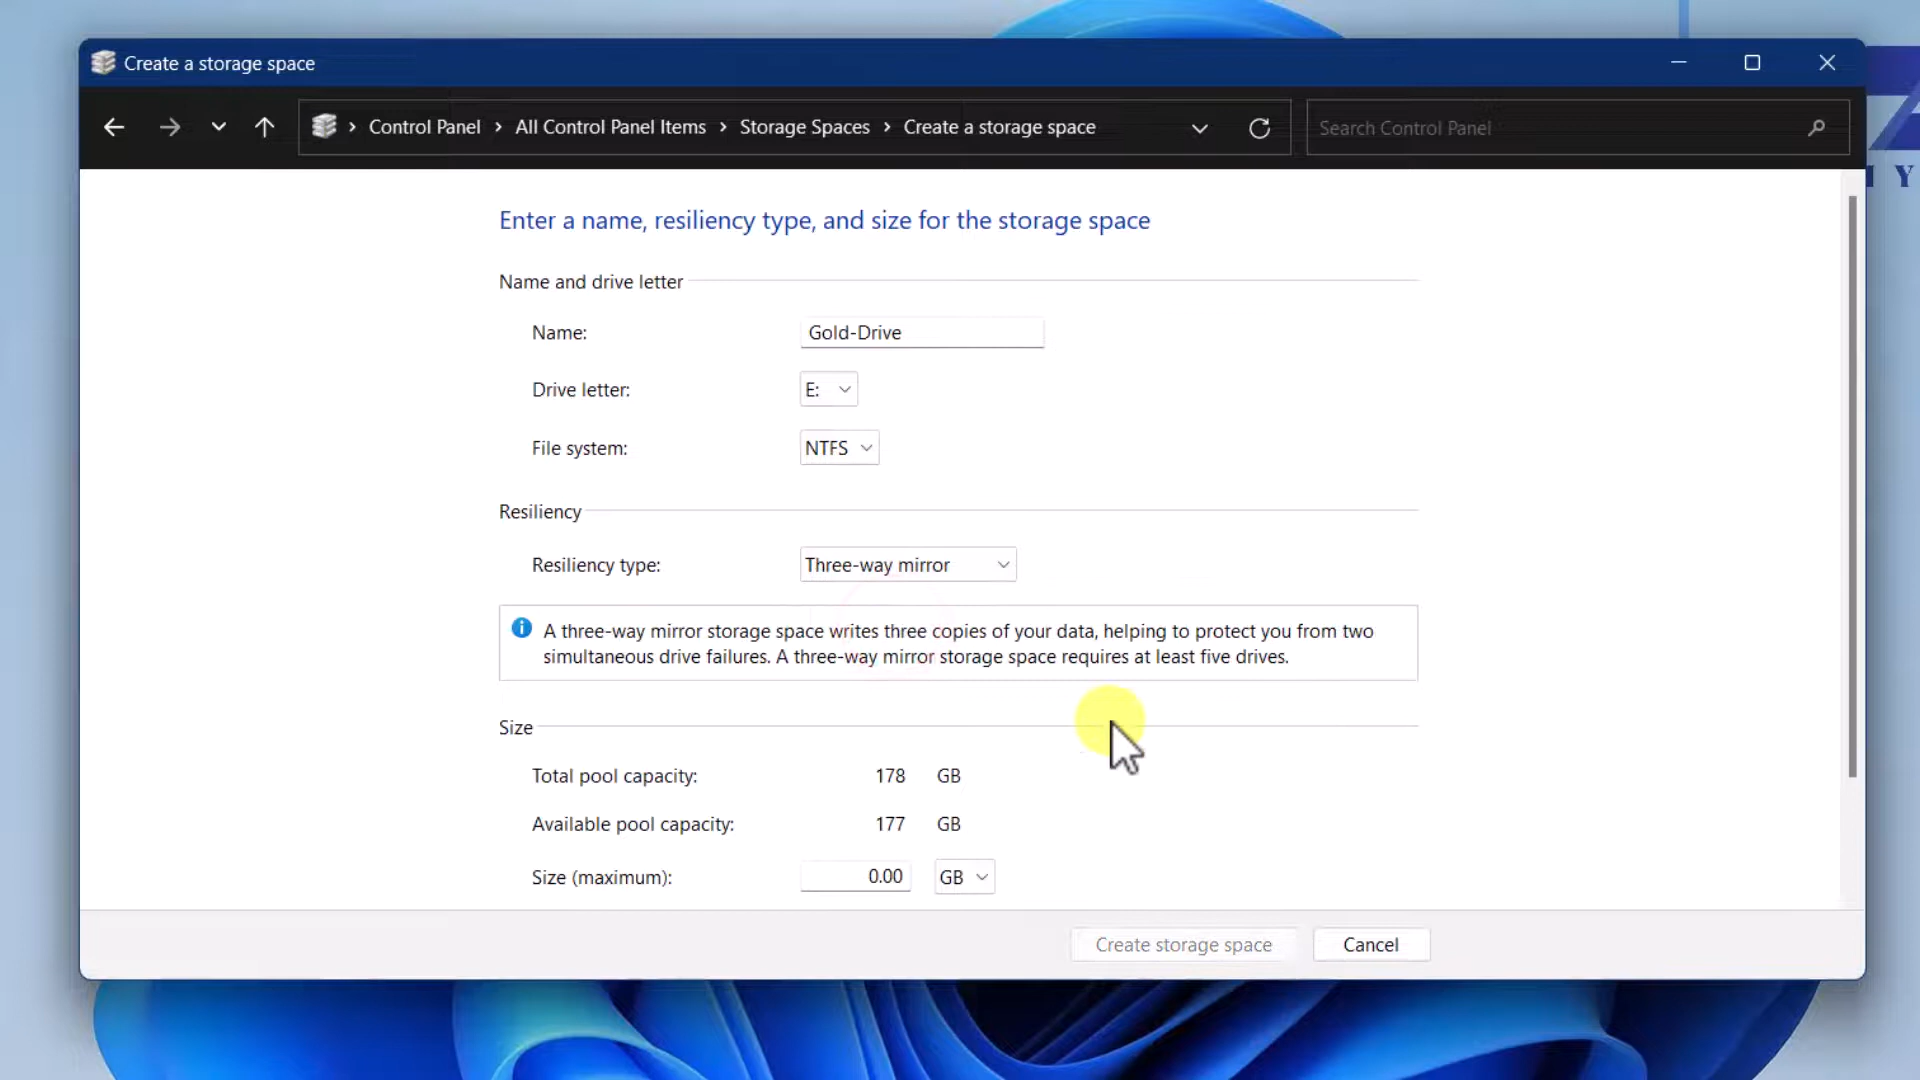 Create a storage space
Control Panel > All Control Panel Items > Storage Spaces > Create a storage space
Search Control Panel
Y
Enter a name, resiliency type, and size for the storage space
Name and drive letter
Name: Gold-Drive
Drive letter: E:
File system: NTFS
Resiliency
Resiliency type: Three-way mirror
A three-way mirror storage space writes three copies of your data, helping to protect you from two
simultaneous drive failures. A three-way mirror storage space requires at least five drives.
Size
Total pool capacity: 178 GB
Available pool capacity: 177 GB
Size (maximum): 0.00 GB
Create storage space Cancel